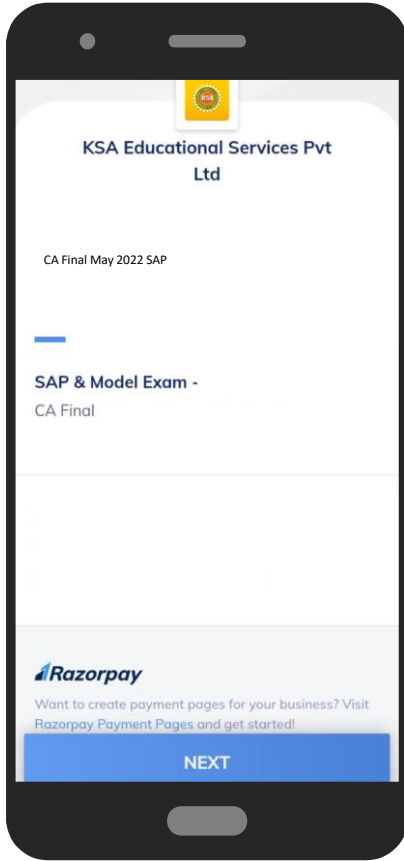 KSA
KSA Educational Services Pvt
Ltd
CA Final May 2022 SAP
SAP & Model Exam -
CA Final
Razorpay
Want to create payment pages for your business? Visit
Razorpay Payment Pages and get started!
NEXT